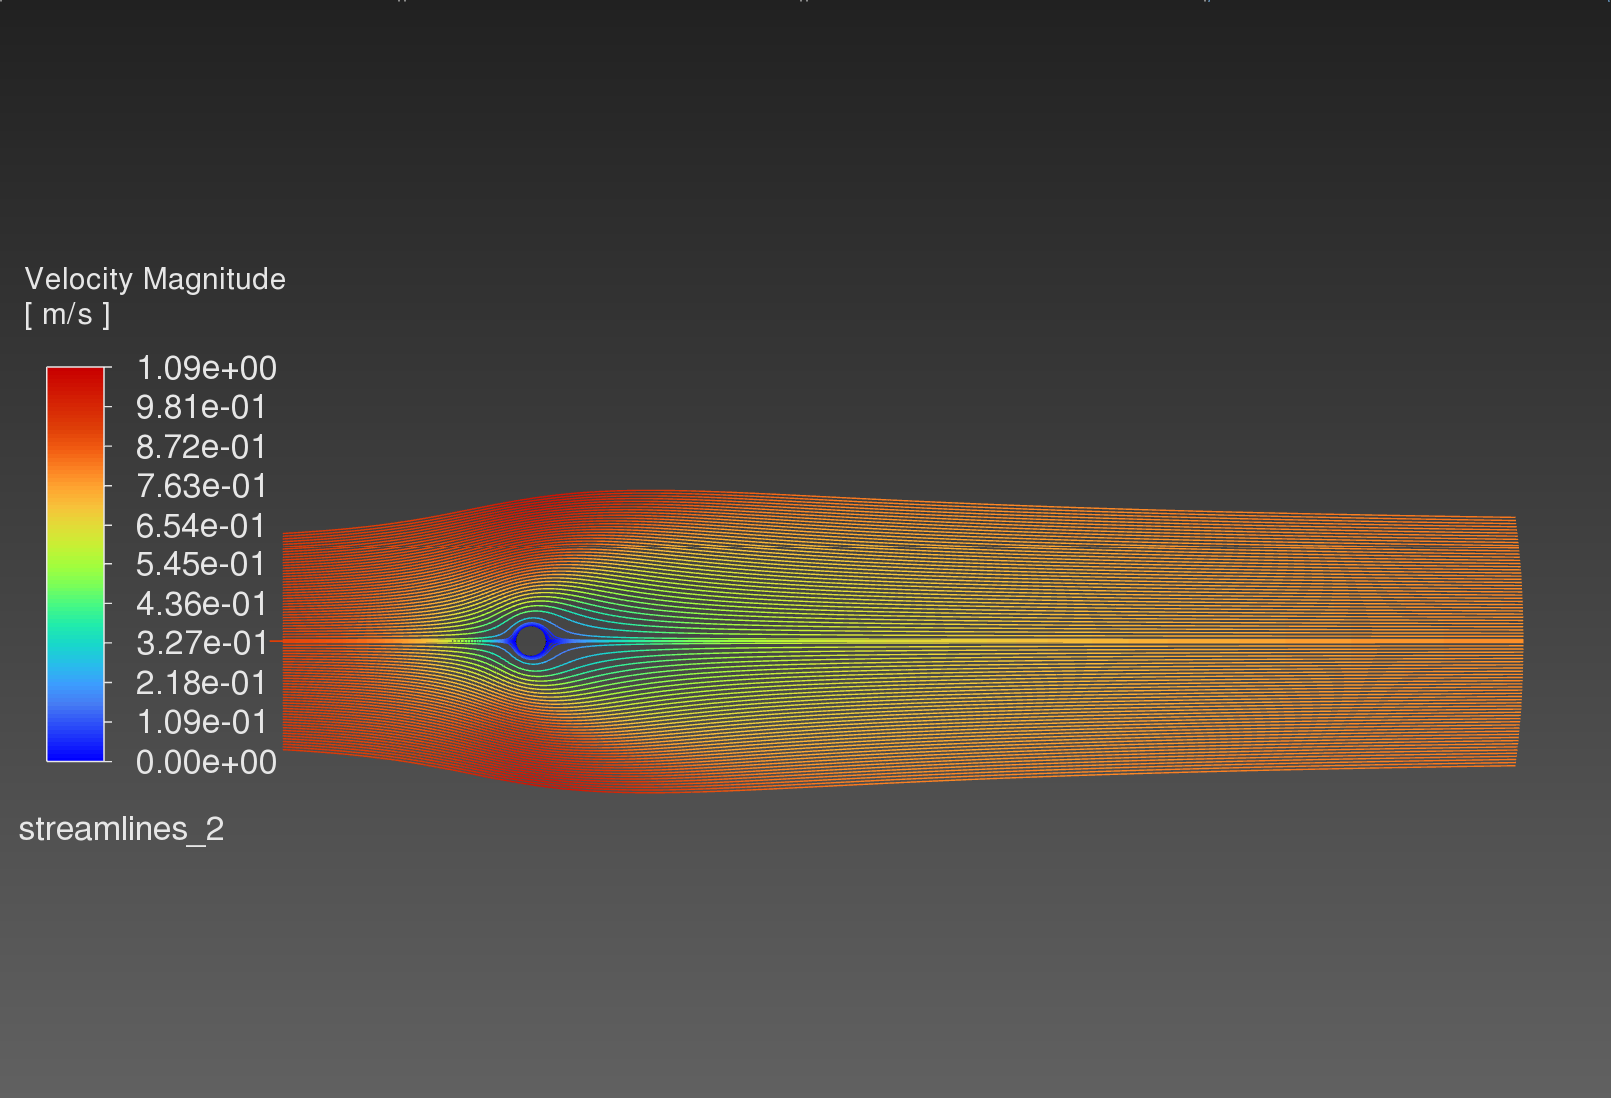 Velocity Magnitude
[ m/s ]
1.09e+00
9.81e-01
8.72e-01
7.63e-01
6.54e-01
5.45e-01
4.36e-01
3.27e-01
2.18e-01
1.09e-01
0.00e+00
streamlines_2